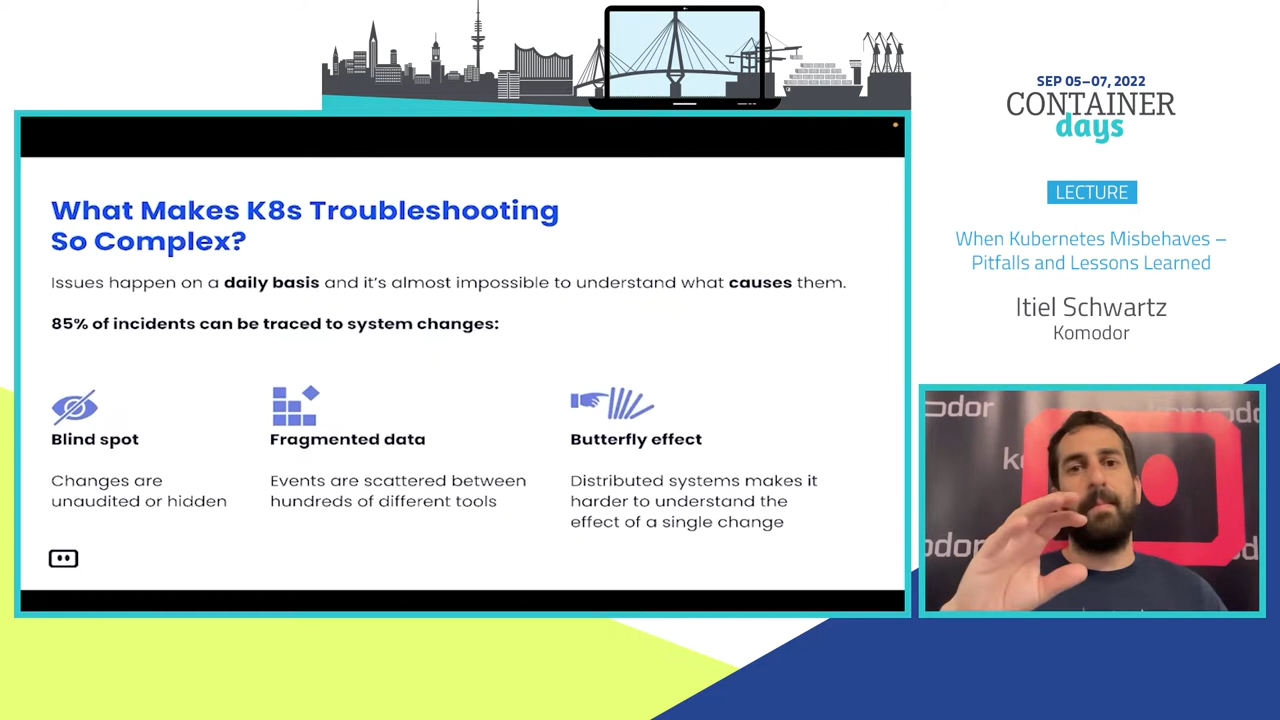 SEP 05–07, 2022
CONTAINER
days
LECTURE
When Kubernetes Misbehaves –
Pitfalls and Lessons Learned
Itiel Schwartz
Komodor
What Makes K8s Troubleshooting
So Complex?
Issues happen on a daily basis and it's almost impossible to understand what causes them.
85% of incidents can be traced to system changes:
Blind spot
Changes are
unaudited or hidden
Fragmented data
Events are scattered between
hundreds of different tools
Butterfly effect
Distributed systems makes it
harder to understand the
effect of a single change